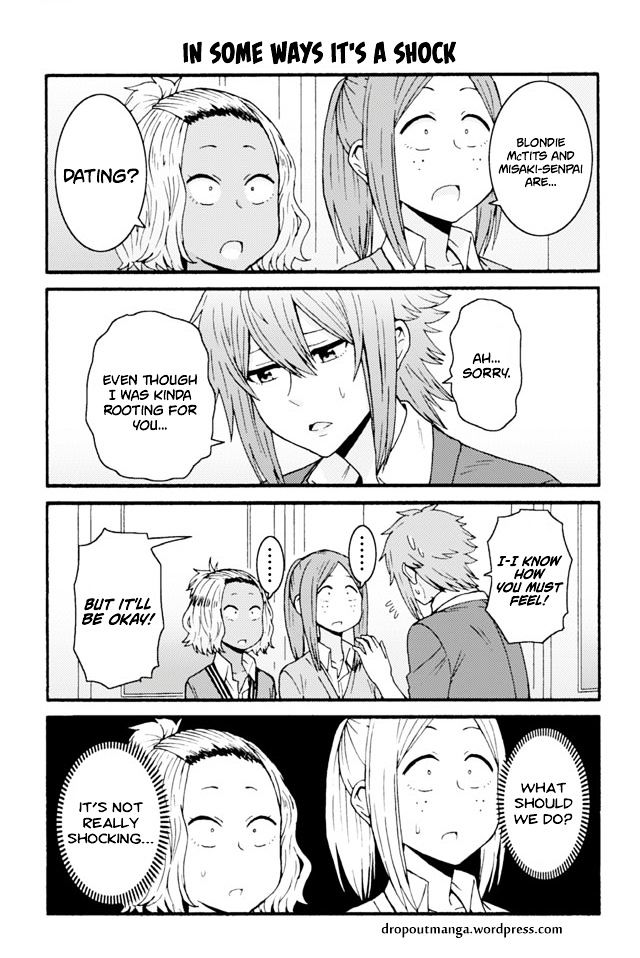 IN SOME WAYS IT'S A SHOCK
BLONDIE
McTITS AND
MISAKI-SENPAI
ARE...
DATING?
AH...
SORRY.
EVEN THOUGH
I WAS KINDA
ROOTING FOR
YOU...
I-I KNOW
HOW
YOU MUST
FEEL!
......
......
BUT IT'LL
BE OKAY!
WHAT
SHOULD
WE DO?
IT'S NOT
REALLY
SHOCKING...
dropoutmanga.wordpress.com